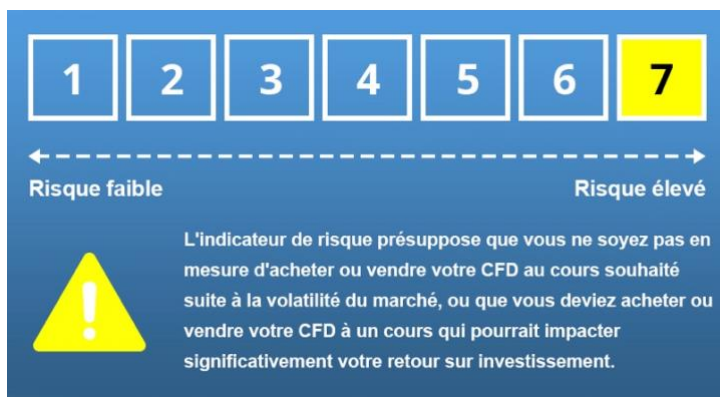 1 2 3 4 5 6 7
Risque faible Risque élevé
L'indicateur de risque présuppose que vous ne soyez pas en
mesure d'acheter ou vendre votre CFD au cours souhaité
suite à la volatilité du marché, ou que vous deviez acheter ou
vendre votre CFD à un cours qui pourrait impacter
significativement votre retour sur investissement.